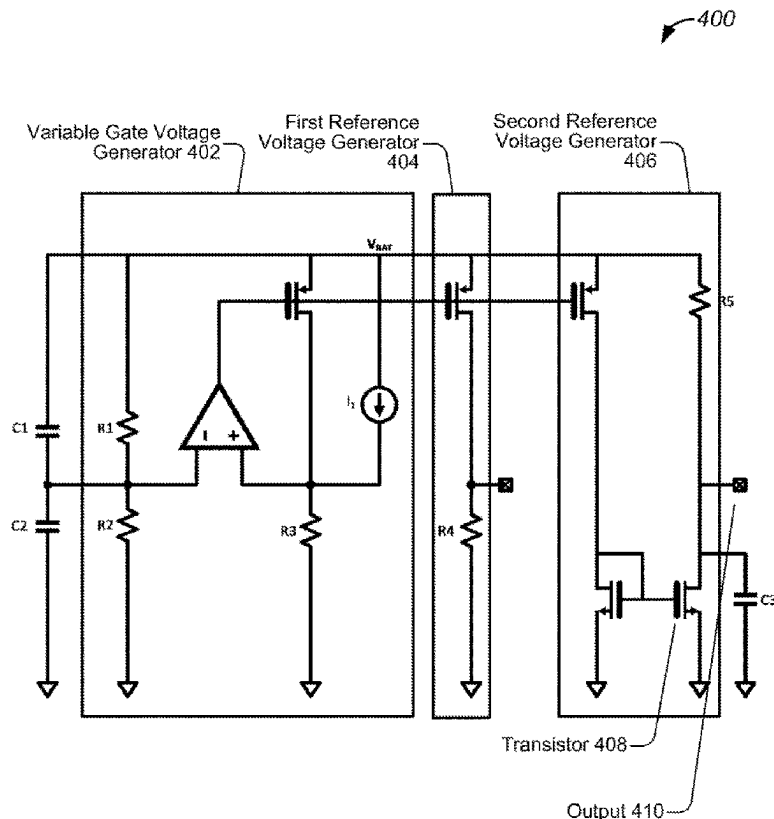 400
Variable Gate Voltage
Generator 402
First Reference
Voltage Generator
404
Second Reference
Voltage Generator
406
VBAT
R5
C1
R1
I1
- +
C2
R2
R3
R4
C3
Transistor 408
Output 410